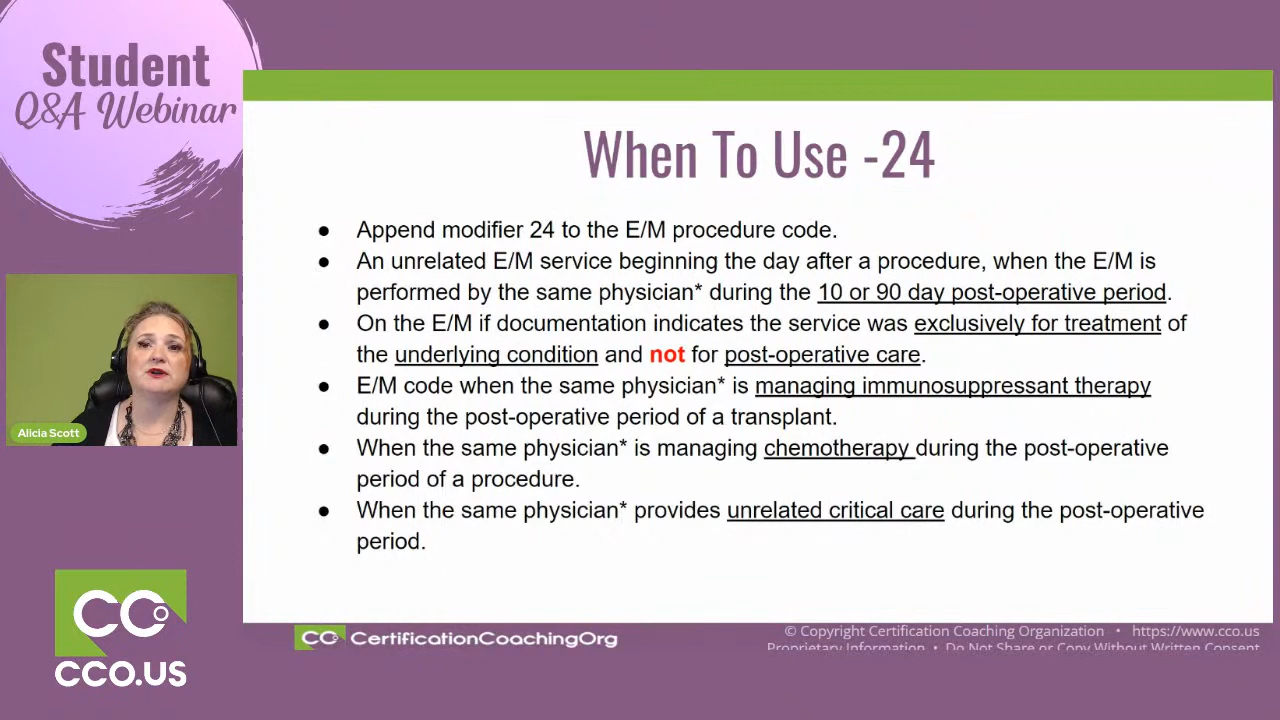 Student
Q&A Webinar
When To Use -24
● Append modifier 24 to the E/M procedure code.
● An unrelated E/M service beginning the day after a procedure, when the E/M is
performed by the same physician* during the 10 or 90 day post-operative period.
● On the E/M if documentation indicates the service was exclusively for treatment of
the underlying condition and not for post-operative care.
● E/M code when the same physician* is managing immunosuppressant therapy
during the post-operative period of a transplant.
● When the same physician* is managing chemotherapy during the post-operative
period of a procedure.
● When the same physician* provides unrelated critical care during the post-operative
period.
Alicia Scott
CCO
CCO.US
CCO CertificationCoachingOrg
© Copyright Certification Coaching Organization • https://www.cco.us
Proprietary Information • Do Not Share or Copy Without Written Consent